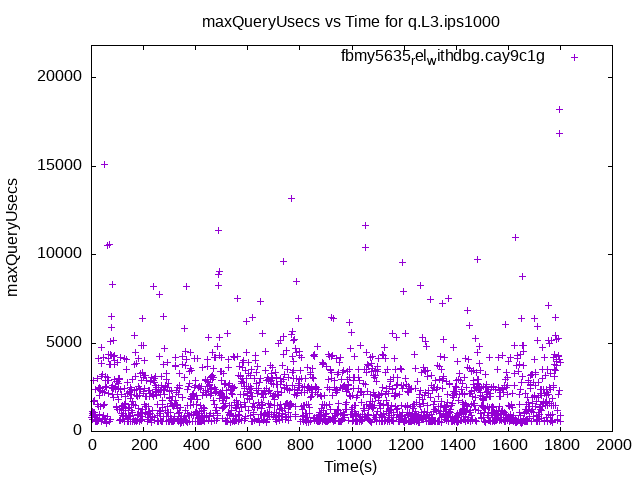 maxQueryUsecs vs Time for q.L3.ips1000
fbmy5635relwithdbg.cay9c1g
maxQueryUsecs
20000
15000
10000
5000
0
0 200 400 600 800 1000 1200 1400 1600 1800 2000
Time(s)